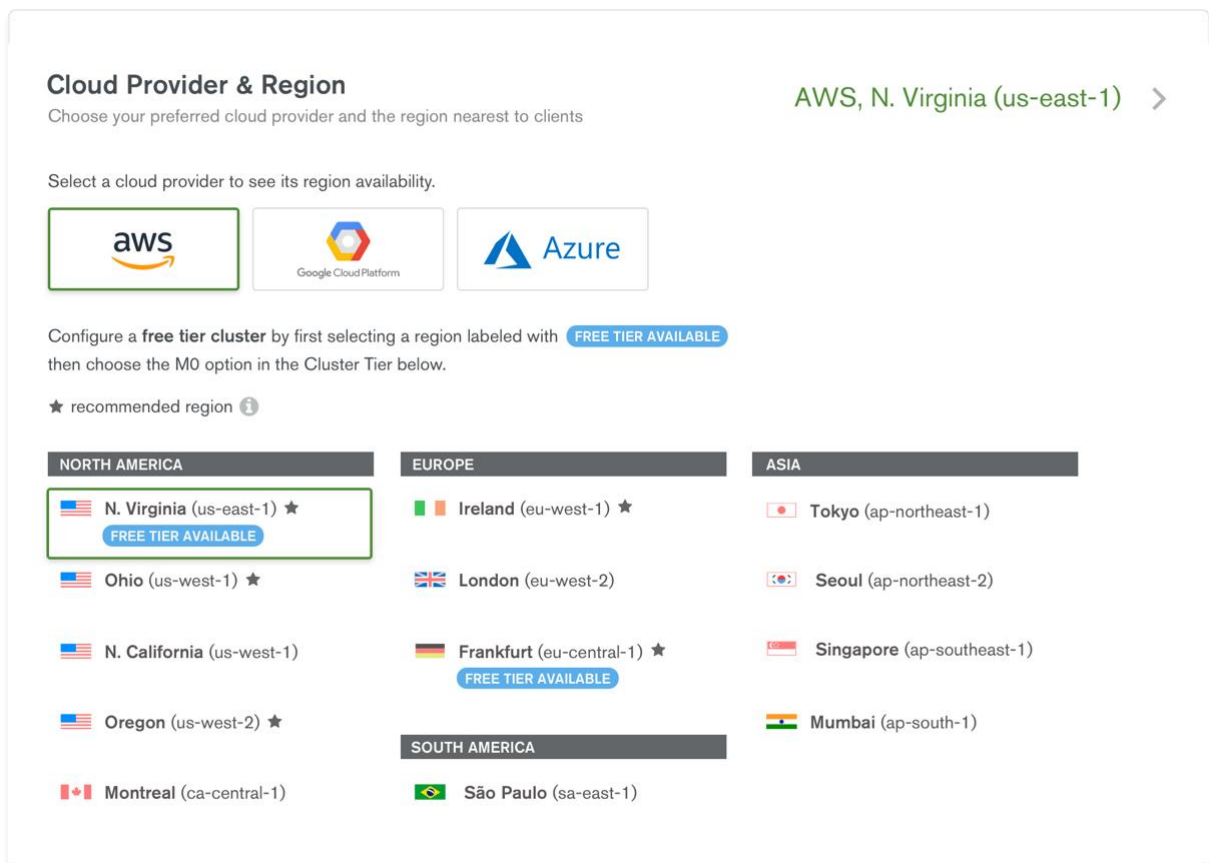 Cloud Provider & Region
Choose your preferred cloud provider and the region nearest to clients
AWS, N. Virginia (us-east-1)
Select a cloud provider to see its region availability.
aws
Google Cloud Platform
Azure
Configure a free tier cluster by first selecting a region labeled with FREE TIER AVAILABLE
then choose the M0 option in the Cluster Tier below.
★ recommended region i
NORTH AMERICA
N. Virginia (us-east-1) ★
FREE TIER AVAILABLE
Ohio (us-west-1) ★
N. California (us-west-1)
Oregon (us-west-2) ★
Montreal (ca-central-1)
EUROPE
Ireland (eu-west-1) ★
London (eu-west-2)
Frankfurt (eu-central-1) ★
FREE TIER AVAILABLE
SOUTH AMERICA
São Paulo (sa-east-1)
ASIA
Tokyo (ap-northeast-1)
Seoul (ap-northeast-2)
Singapore (ap-southeast-1)
Mumbai (ap-south-1)